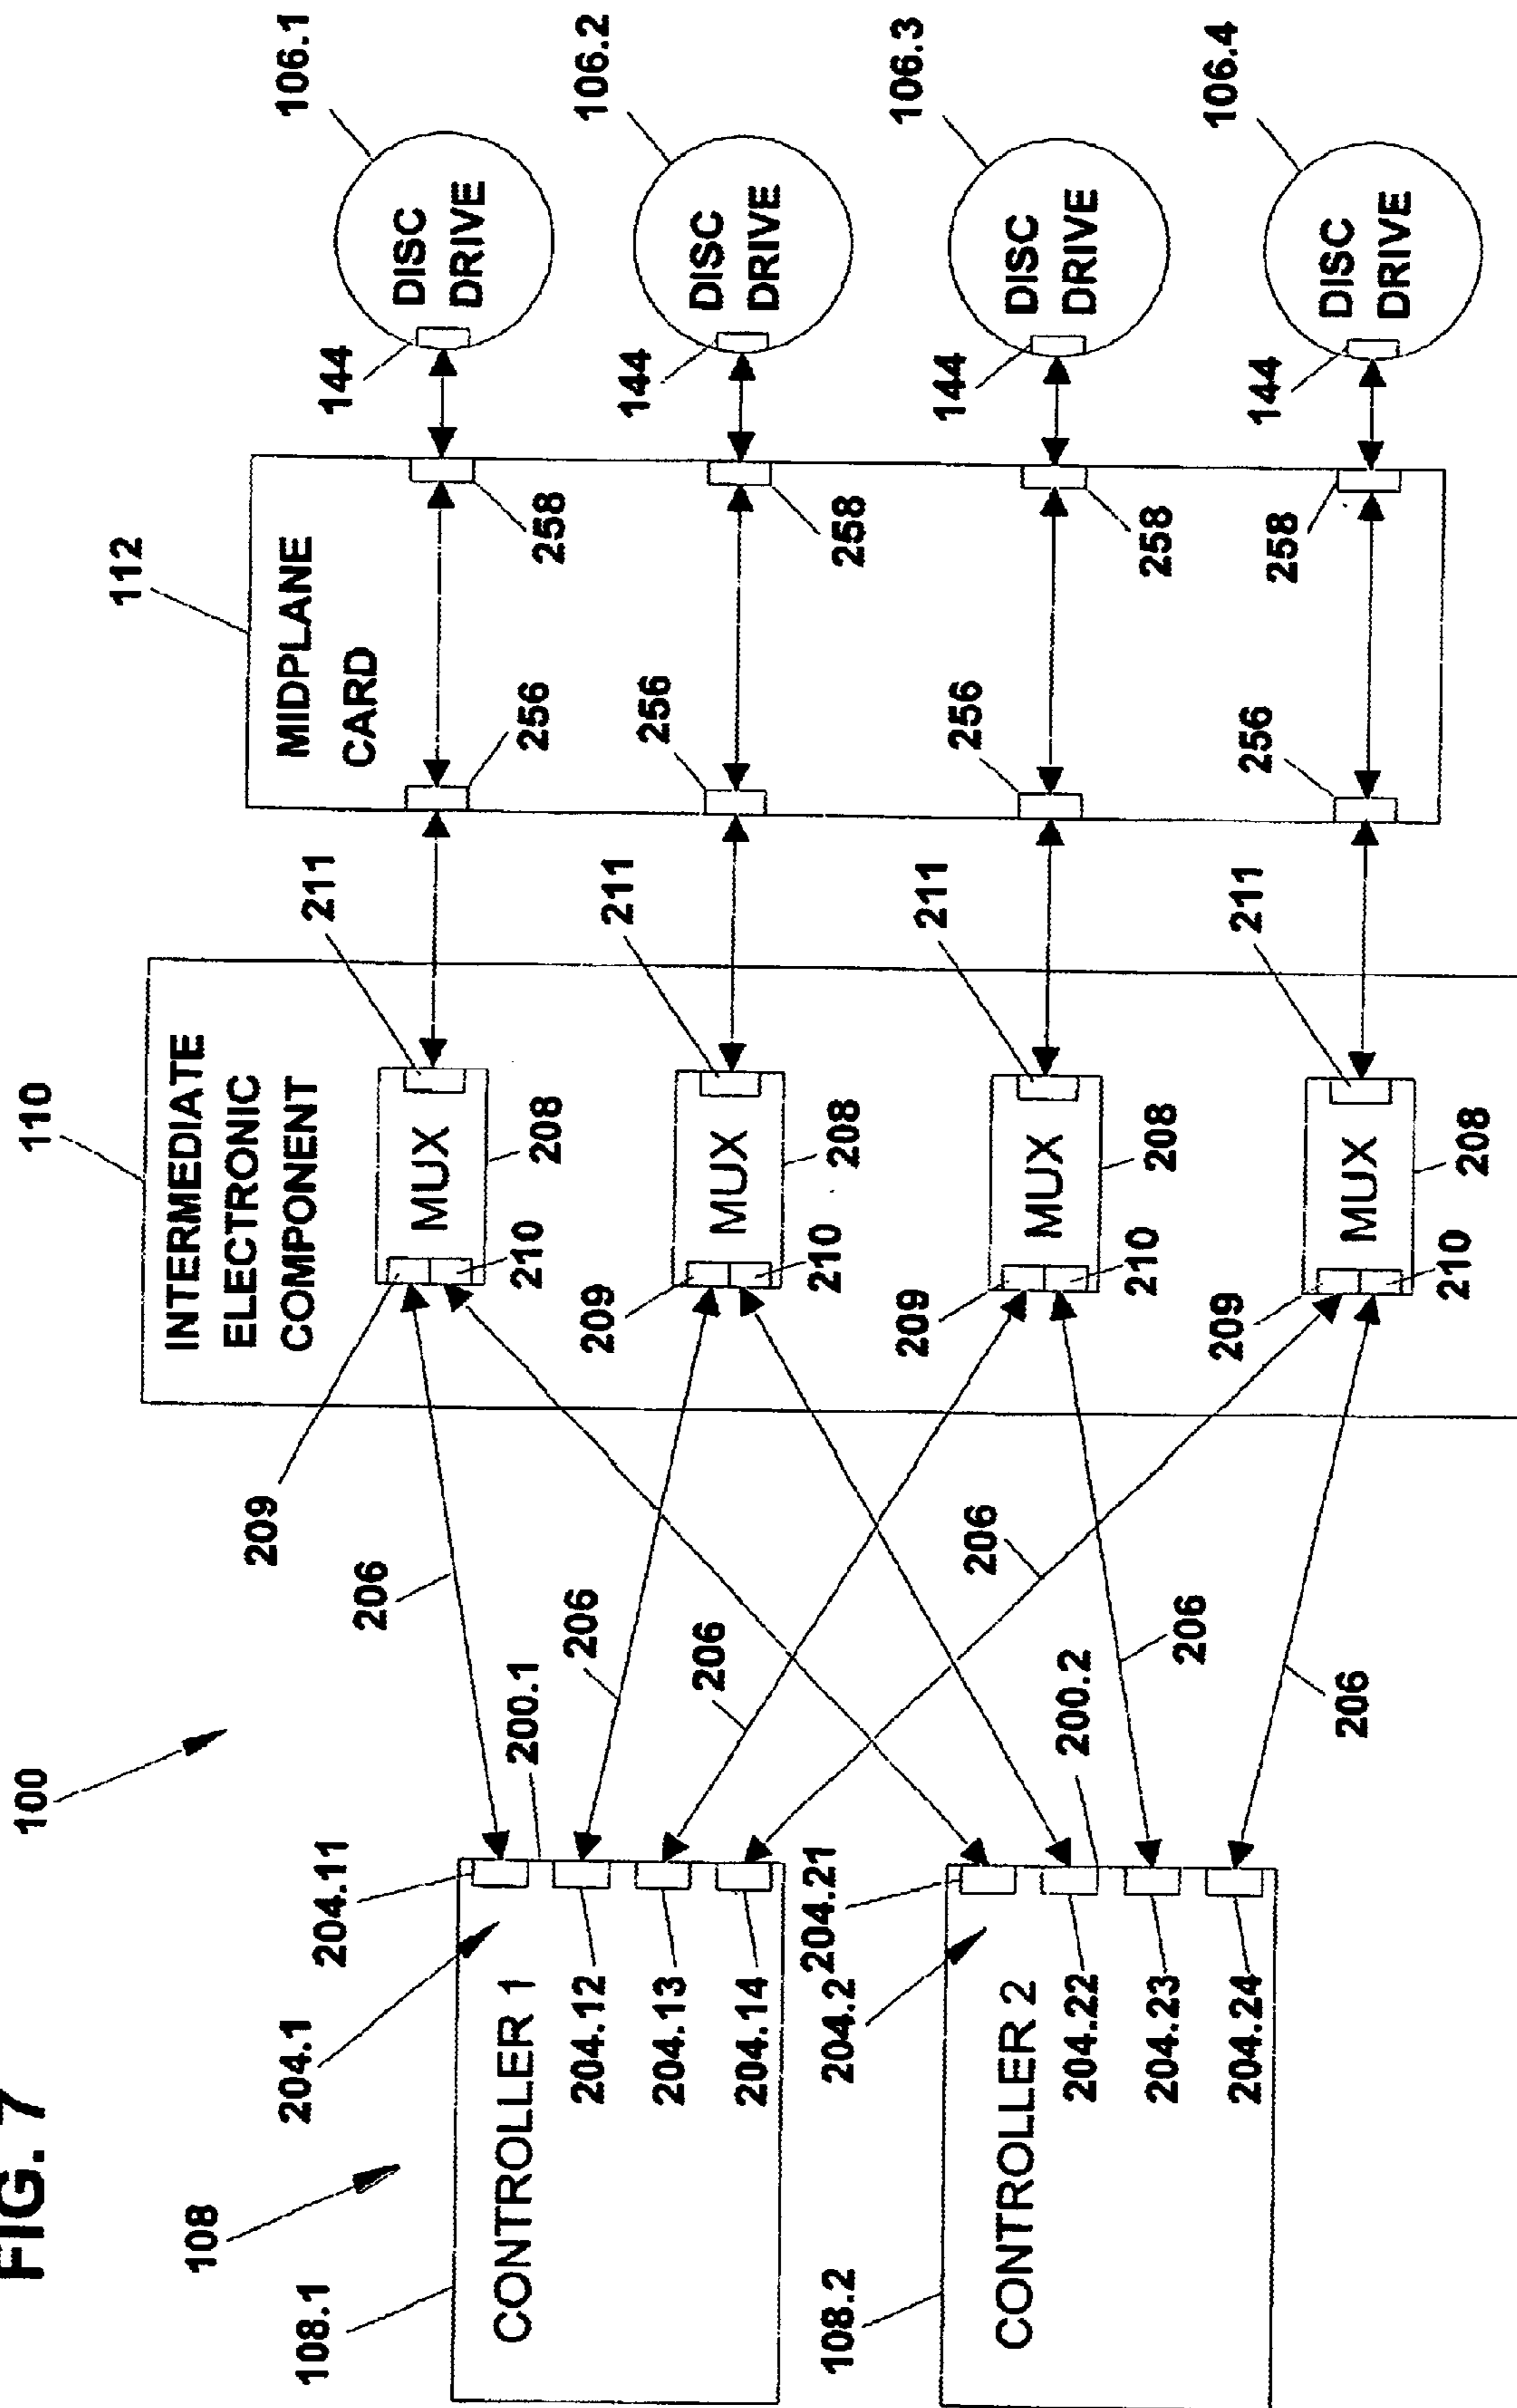 FIG. 7
100
108
110
112
108.1
CONTROLLER 1
204.1
204.11
204.12
204.13
204.14
200.1
108.2
CONTROLLER 2
204.2
204.21
204.22
204.23
204.24
200.2
206
206
206
206
206
206
INTERMEDIATE
ELECTRONIC
COMPONENT
209
MUX
210
208
211
209
MUX
210
208
211
209
MUX
210
208
211
209
MUX
210
208
211
MIDPLANE
CARD
256
258
256
258
256
258
256
258
144
DISC
DRIVE
106.1
144
DISC
DRIVE
106.2
144
DISC
DRIVE
106.3
144
DISC
DRIVE
106.4